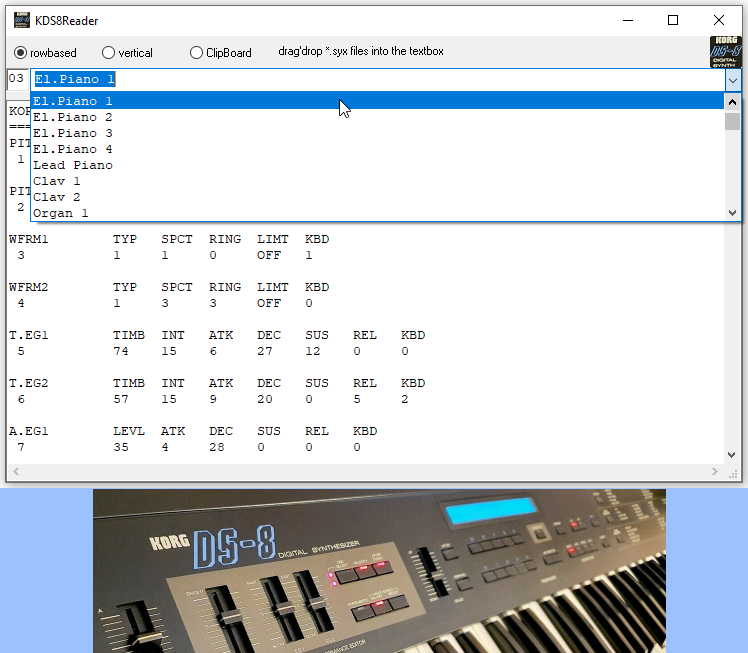 KDS8Reader
rowbased vertical ClipBoard drag'drop *.syx files into the textbox
KORG
DS-8
DIGITAL
SYNTH
03 El.Piano 1
El.Piano 1
El.Piano 2
El.Piano 3
El.Piano 4
Lead Piano
Clav 1
Clav 2
Organ 1
KOR
===
PIT
1
PIT
2
WFRM1 TYP SPCT RING LIMT KBD
3 1 1 0 OFF 1
WFRM2 TYP SPCT RING LIMT KBD
4 1 3 3 OFF 0
T.EG1 TIMB INT ATK DEC SUS REL KBD
5 74 15 6 27 12 0 0
T.EG2 TIMB INT ATK DEC SUS REL KBD
6 57 15 9 20 0 5 2
A.EG1 LEVL ATK DEC SUS REL KBD
7 35 4 28 0 0 0
KORG DS-8 DIGITAL SYNTHESIZER